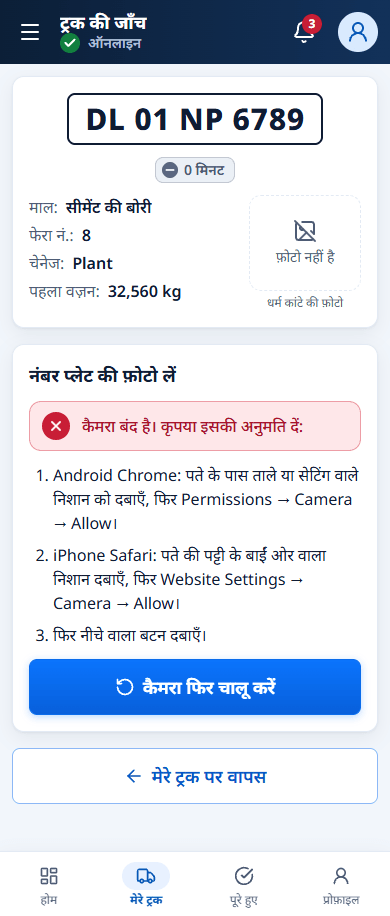 ट्रक की जाँच
ऑनलाइन
3
DL 01 NP 6789
0 मिनट
माल: सीमेंट की बोरी
फेरा नं.: 8
चेनेज: Plant
पहला वज़न: 32,560 kg
फ़ोटो नहीं है
धर्म कांटे की फ़ोटो
नंबर प्लेट की फ़ोटो लें
कैमरा बंद है। कृपया इसकी अनुमति दें:
1. Android Chrome: पते के पास ताले या सेटिंग वाले
निशान को दबाएँ, फिर Permissions → Camera
→ Allow।
2. iPhone Safari: पते की पट्टी के बाईं ओर वाला
निशान दबाएँ, फिर Website Settings →
Camera → Allow।
3. फिर नीचे वाला बटन दबाएँ।
कैमरा फिर चालू करें
← मेरे ट्रक पर वापस
होम
मेरे ट्रक
पूरे हुए
प्रोफ़ाइल